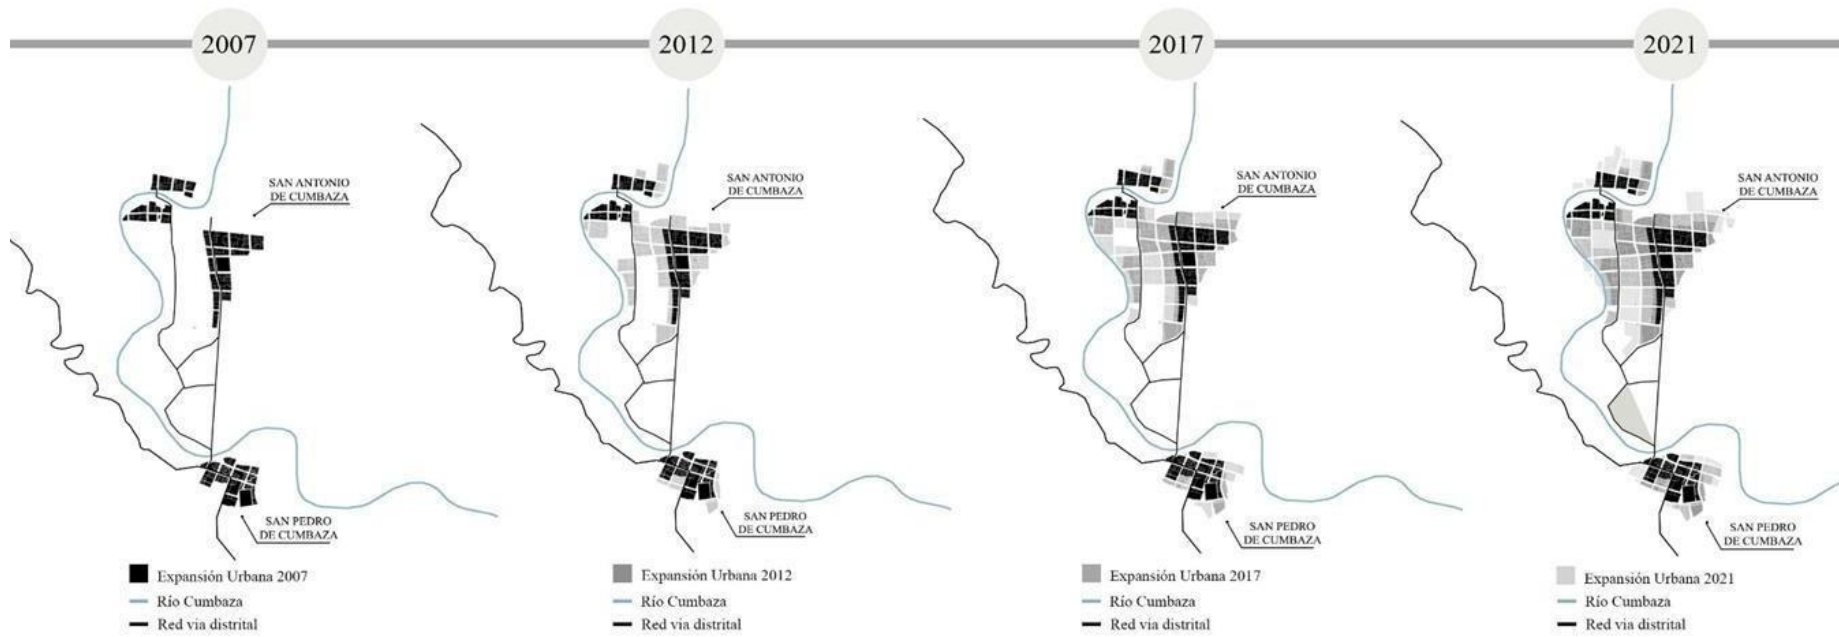 2007
2012
2017
2021
SAN ANTONIO
DE CUMBAZA
SAN PEDRO
DE CUMBAZA
Expansión Urbana 2007
Río Cumbaza
Red via distrital
SAN ANTONIO
DE CUMBAZA
SAN PEDRO
DE CUMBAZA
Expansión Urbana 2012
Río Cumbaza
Red via distrital
SAN ANTONIO
DE CUMBAZA
SAN PEDRO
DE CUMBAZA
Expansión Urbana 2017
Río Cumbaza
Red via distrital
SAN ANTONIO
DE CUMBAZA
SAN PEDRO
DE CUMBAZA
Expansión Urbana 2021
Río Cumbaza
Red via distrital